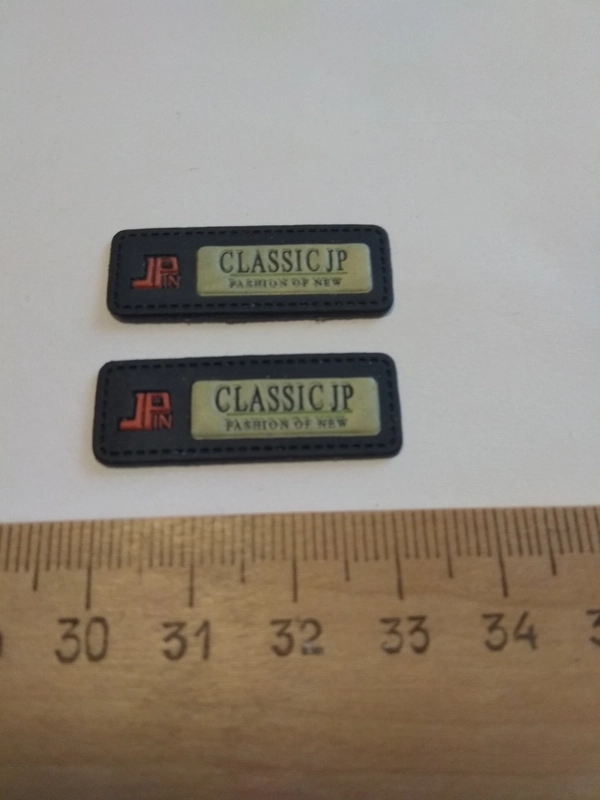 JP IN
CLASSIC JP
FASHION OF NEW
JP IN
CLASSIC JP
FASHION OF NEW
30 31 32 33 34